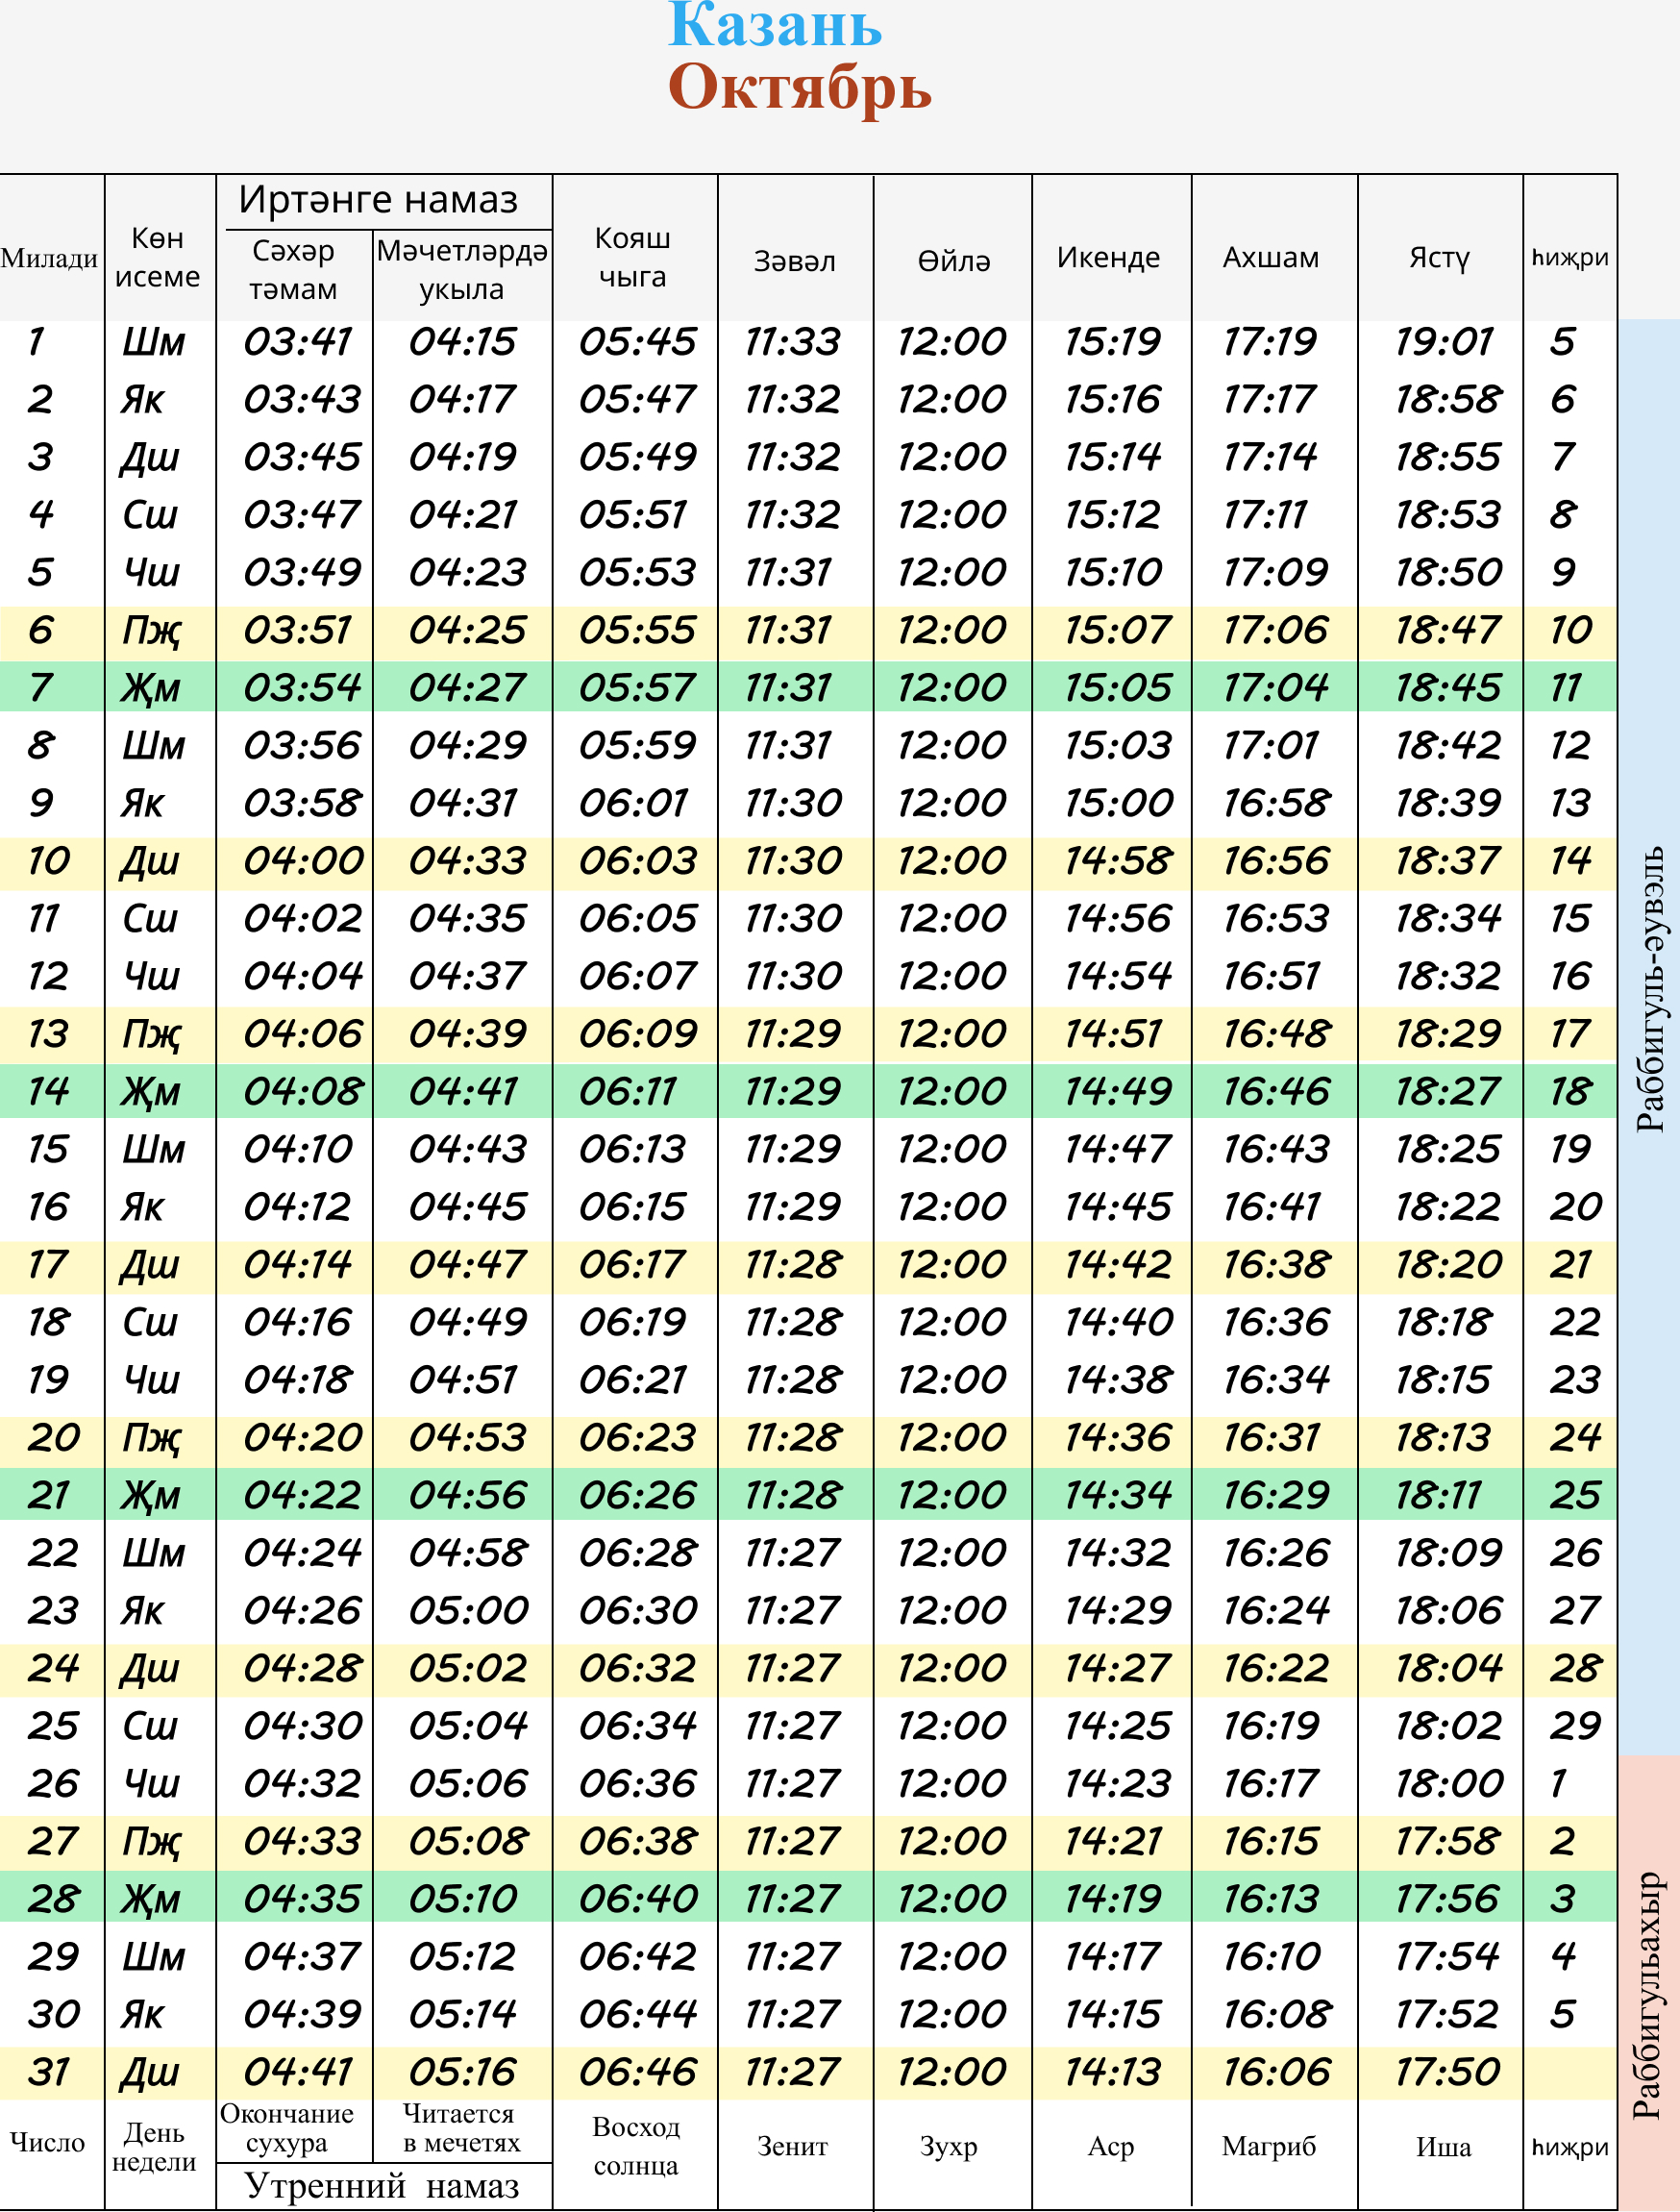 Казань
Октябрь
Милади Көн исеме Иртәнге намаз Сәхәр тәмам Мәчетләрдә укыла Кояш чыга Зәвәл Өйлә Икенде Ахшам Ясту һиҗри
1 Шм 03:41 04:15 05:45 11:33 12:00 15:19 17:19 19:01 5
2 Як 03:43 04:17 05:47 11:32 12:00 15:16 17:17 18:58 6
3 Дш 03:45 04:19 05:49 11:32 12:00 15:14 17:14 18:55 7
4 Сш 03:47 04:21 05:51 11:32 12:00 15:12 17:11 18:53 8
5 Чш 03:49 04:23 05:53 11:31 12:00 15:10 17:09 18:50 9
6 Пҗ 03:51 04:25 05:55 11:31 12:00 15:07 17:06 18:47 10
7 Җм 03:54 04:27 05:57 11:31 12:00 15:05 17:04 18:45 11
8 Шм 03:56 04:29 05:59 11:31 12:00 15:03 17:01 18:42 12
9 Як 03:58 04:31 06:01 11:30 12:00 15:00 16:58 18:39 13
10 Дш 04:00 04:33 06:03 11:30 12:00 14:58 16:56 18:37 14
11 Сш 04:02 04:35 06:05 11:30 12:00 14:56 16:53 18:34 15
12 Чш 04:04 04:37 06:07 11:30 12:00 14:54 16:51 18:32 16
13 Пҗ 04:06 04:39 06:09 11:29 12:00 14:51 16:48 18:29 17
14 Җм 04:08 04:41 06:11 11:29 12:00 14:49 16:46 18:27 18
15 Шм 04:10 04:43 06:13 11:29 12:00 14:47 16:43 18:25 19
16 Як 04:12 04:45 06:15 11:29 12:00 14:45 16:41 18:22 20
17 Дш 04:14 04:47 06:17 11:28 12:00 14:42 16:38 18:20 21
18 Сш 04:16 04:49 06:19 11:28 12:00 14:40 16:36 18:18 22
19 Чш 04:18 04:51 06:21 11:28 12:00 14:38 16:34 18:15 23
20 Пҗ 04:20 04:53 06:23 11:28 12:00 14:36 16:31 18:13 24
21 Җм 04:22 04:56 06:26 11:28 12:00 14:34 16:29 18:11 25
22 Шм 04:24 04:58 06:28 11:27 12:00 14:32 16:26 18:09 26
23 Як 04:26 05:00 06:30 11:27 12:00 14:29 16:24 18:06 27
24 Дш 04:28 05:02 06:32 11:27 12:00 14:27 16:22 18:04 28
25 Сш 04:30 05:04 06:34 11:27 12:00 14:25 16:19 18:02 29
26 Чш 04:32 05:06 06:36 11:27 12:00 14:23 16:17 18:00 1
27 Пҗ 04:33 05:08 06:38 11:27 12:00 14:21 16:15 17:58 2
28 Җм 04:35 05:10 06:40 11:27 12:00 14:19 16:13 17:56 3
29 Шм 04:37 05:12 06:42 11:27 12:00 14:17 16:10 17:54 4
30 Як 04:39 05:14 06:44 11:27 12:00 14:15 16:08 17:52 5
31 Дш 04:41 05:16 06:46 11:27 12:00 14:13 16:06 17:50
Число День недели Окончание сухура Читается в мечетях Утренний намаз Восход солнца Зенит Зухр Аср Магриб Иша һиҗри
Раббигуль-әувэль
Раббигульахыр